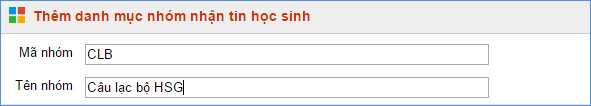 Thêm danh mục nhóm nhận tin học sinh
Mã nhóm CLB
Tên nhóm Câu lạc bộ HSG